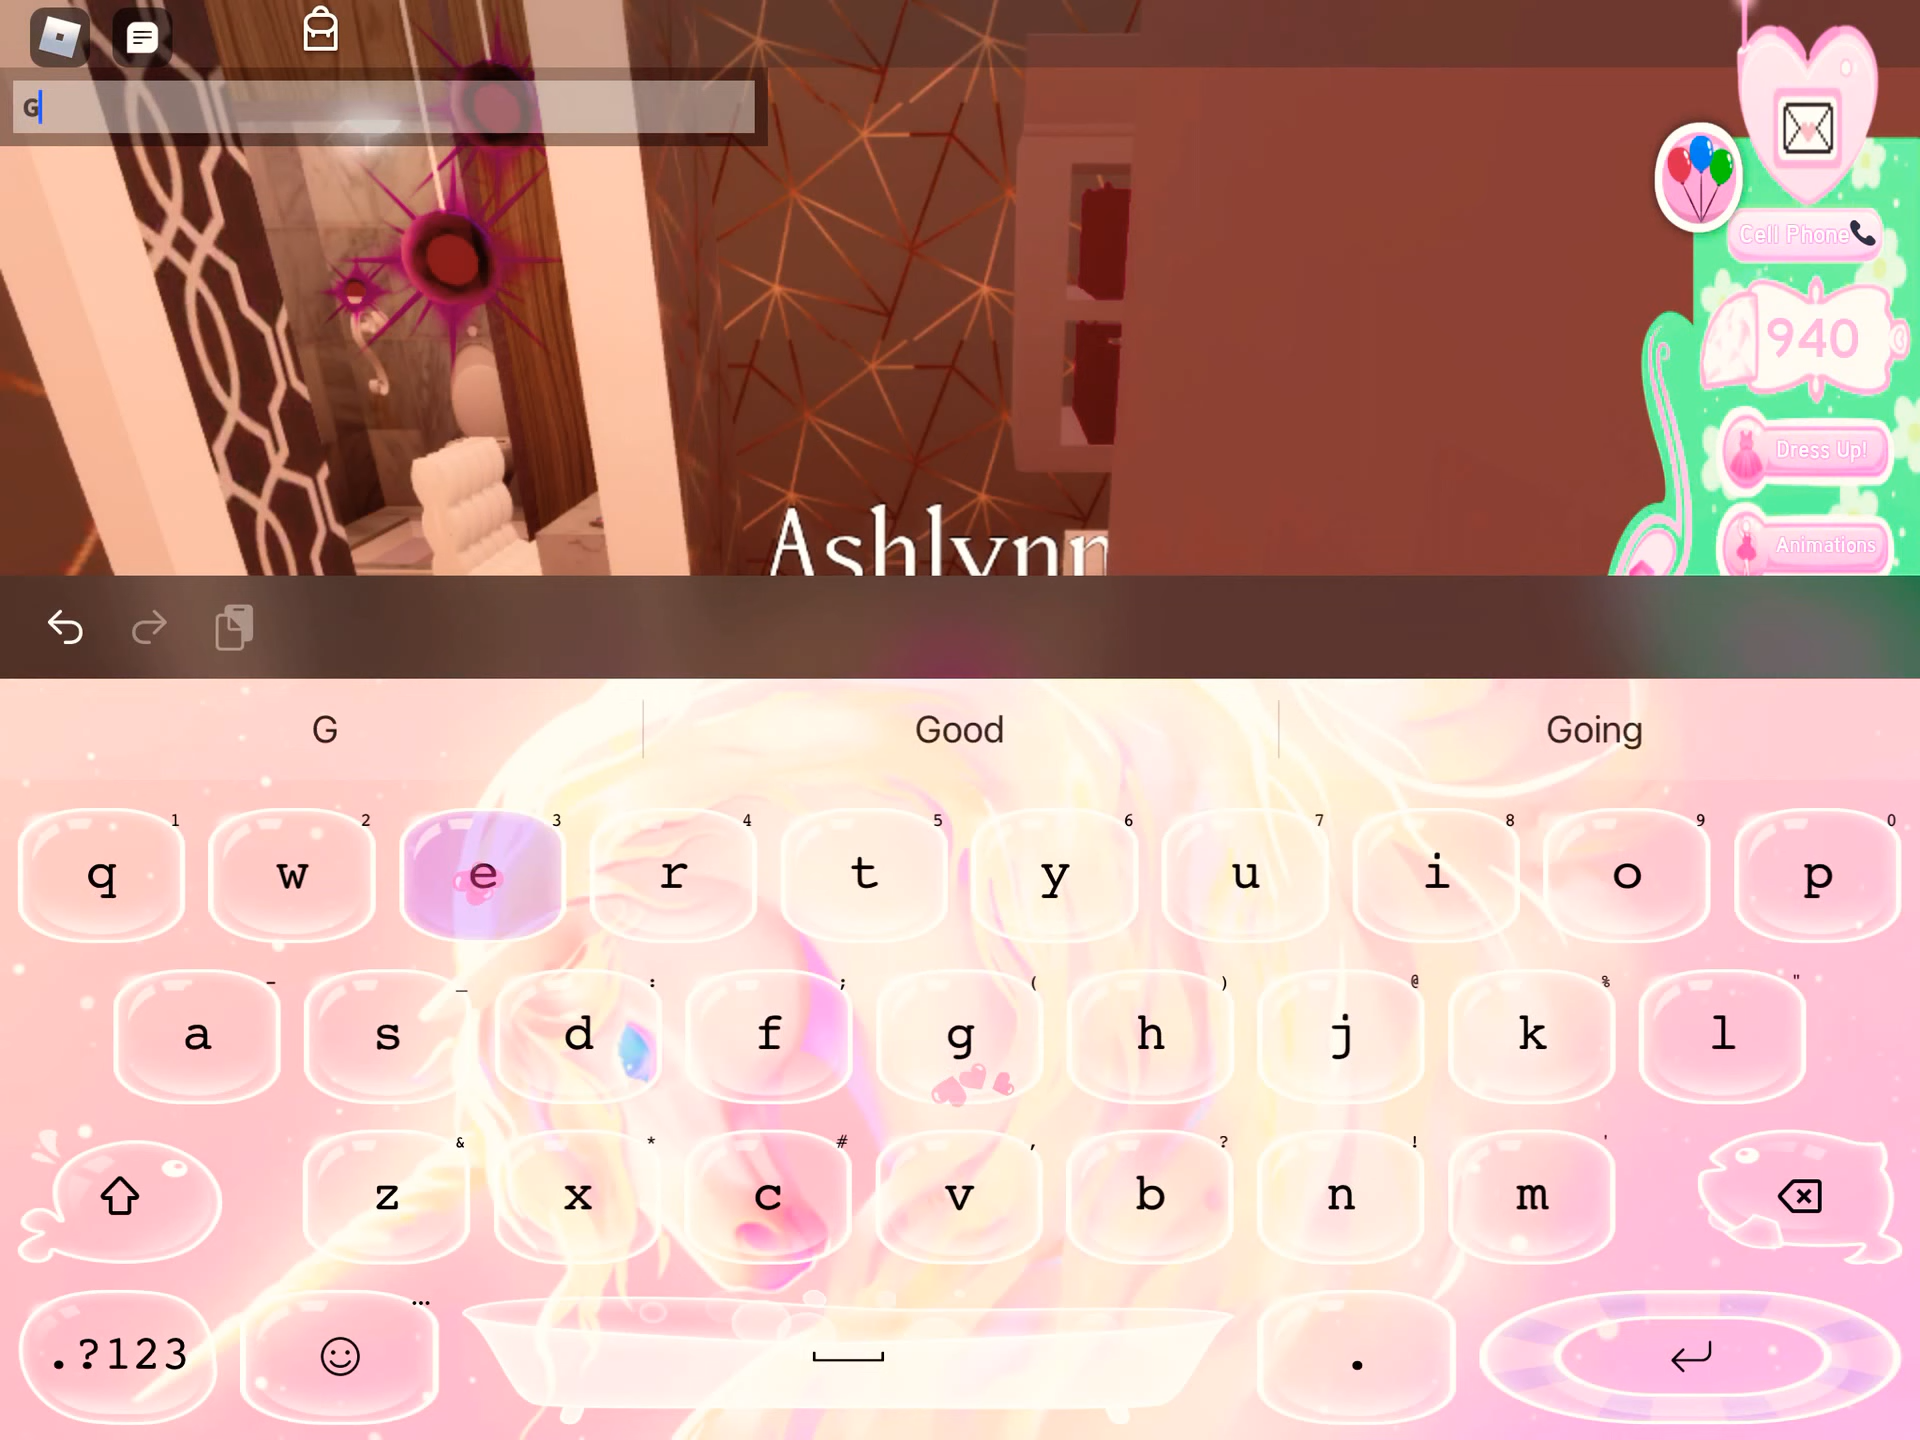 G
Cell Phone
940
Dress Up!
Animations
Ashlynn
G Good Going
1 2 3 4 5 6 7 8 9 0
q w e r t y u i o p
- _ : ; ( ) @ % "
a s d f g h j k l
& * # , ? ! '
z x c v b n m
...
.?123 .